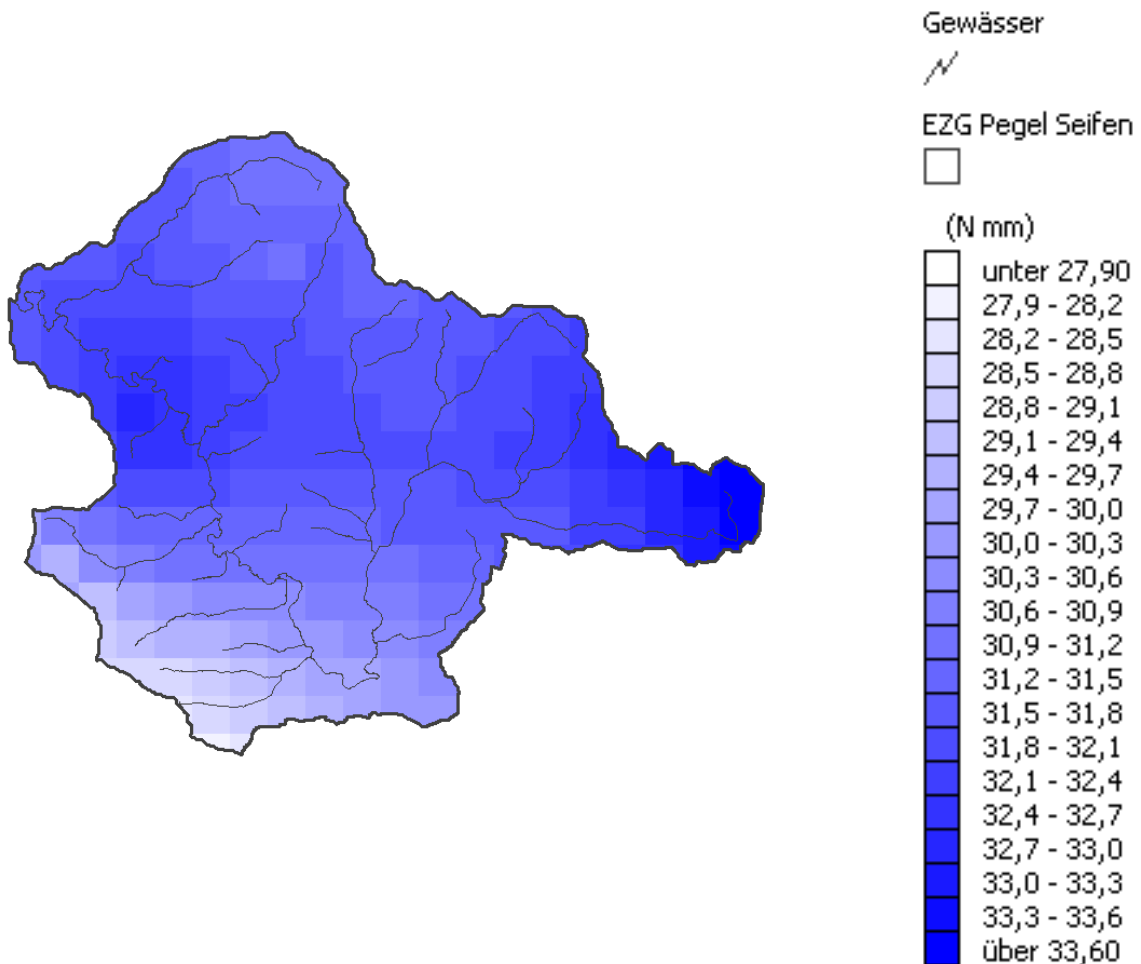 Gewässer
EZG Pegel Seifen
(N mm)
unter 27,90
27,9 - 28,2
28,2 - 28,5
28,5 - 28,8
28,8 - 29,1
29,1 - 29,4
29,4 - 29,7
29,7 - 30,0
30,0 - 30,3
30,3 - 30,6
30,6 - 30,9
30,9 - 31,2
31,2 - 31,5
31,5 - 31,8
31,8 - 32,1
32,1 - 32,4
32,4 - 32,7
32,7 - 33,0
33,0 - 33,3
33,3 - 33,6
über 33,60